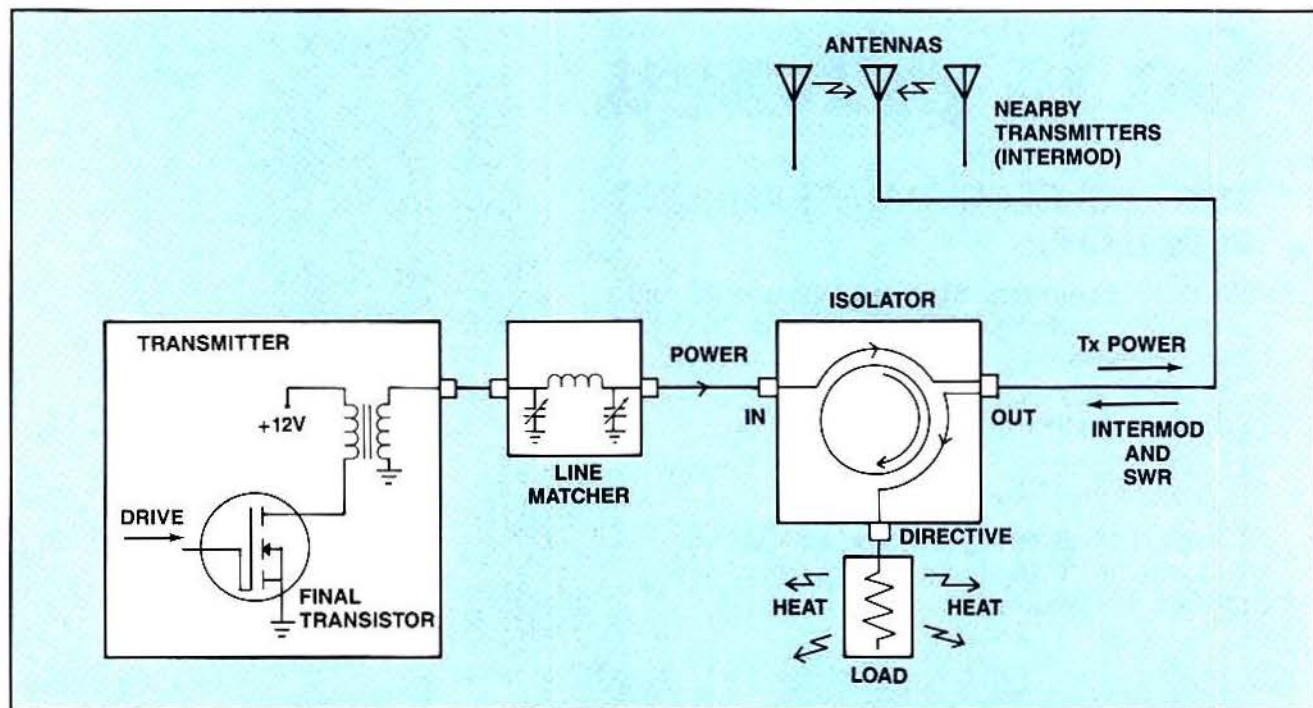 ANTENNAS
NEARBY
TRANSMITTERS
(INTERMOD)
ISOLATOR
TRANSMITTER
POWER
Tx POWER
+12V
IN
OUT
LINE
MATCHER
INTERMOD
AND
SWR
DRIVE
DIRECTIVE
FINAL
TRANSISTOR
HEAT
HEAT
LOAD